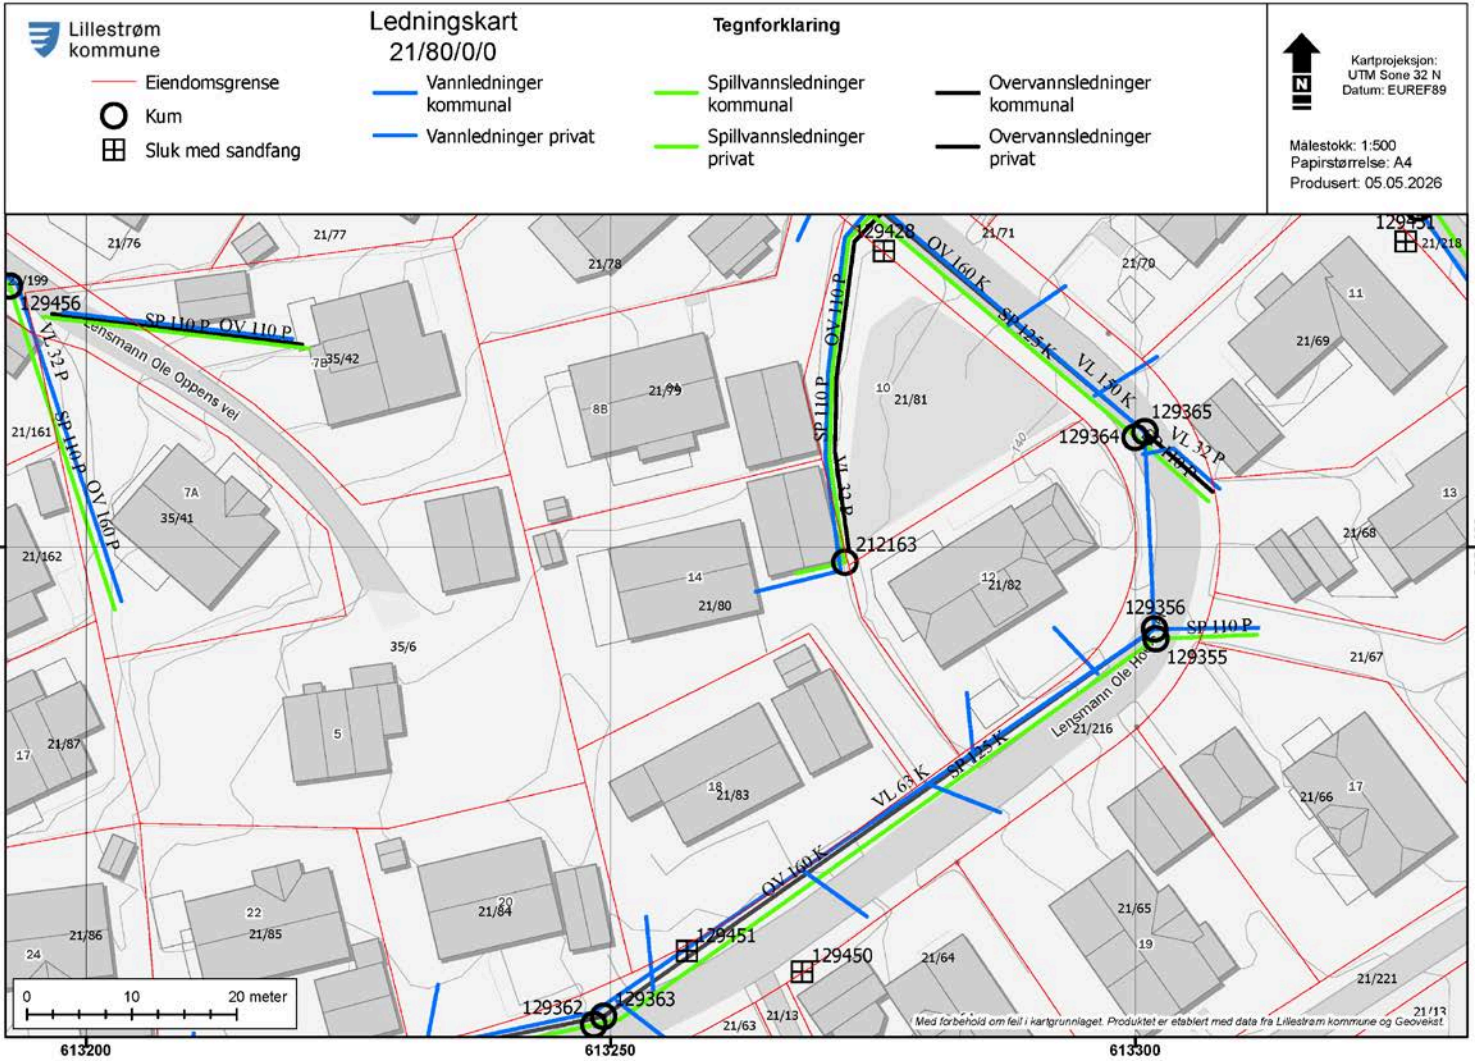 Lillestrøm
kommune
Ledningskart
21/80/0/0
Tegnforklaring
Eiendomsgrense
Kum
Sluk med sandfang
Vannledninger
kommunal
Vannledninger privat
Spillvannsledninger
kommunal
Spillvannsledninger
privat
Overvannsledninger
kommunal
Overvannsledninger
privat
N
Kartprojeksjon:
UTM Sone 32 N
Datum: EUREF89
Målestokk: 1:500
Papirstørrelse: A4
Produsert: 05.05.2026
21/76
21/77
21/78
129428
21/71
21/70
21/218
/199
129456
SP 110 P
OV 110 P
Lensmann Ole Oppens vei
7B
35/42
VL 32 P
SP 110 P
OV 160 P
21/161
7A
35/41
21/162
8B
21/79
OV 110 P
SP 110 P
VL 32 P
10
21/81
140
OV 160 K
SP 125 K
VL 150 K
129365
129364
VL 32 P
11
21/69
13
21/68
212163
14
21/80
12
21/82
129356
SP 110 P
129355
21/67
35/6
5
17
21/87
18
21/83
VL 63 K
SP 125 K
Lensmann Ole Ho
21/216
17
21/66
OV 160 K
20
21/84
22
21/85
21/86
24
129451
129450
21/64
21/65
19
21/221
21/13
129362
129363
21/63
21/13
0 10 20 meter
Med forbehold om feil i kartgrunnlaget. Produktet er etablert med data fra Lillestrøm kommune og Geovekst.
613200
613250
613300